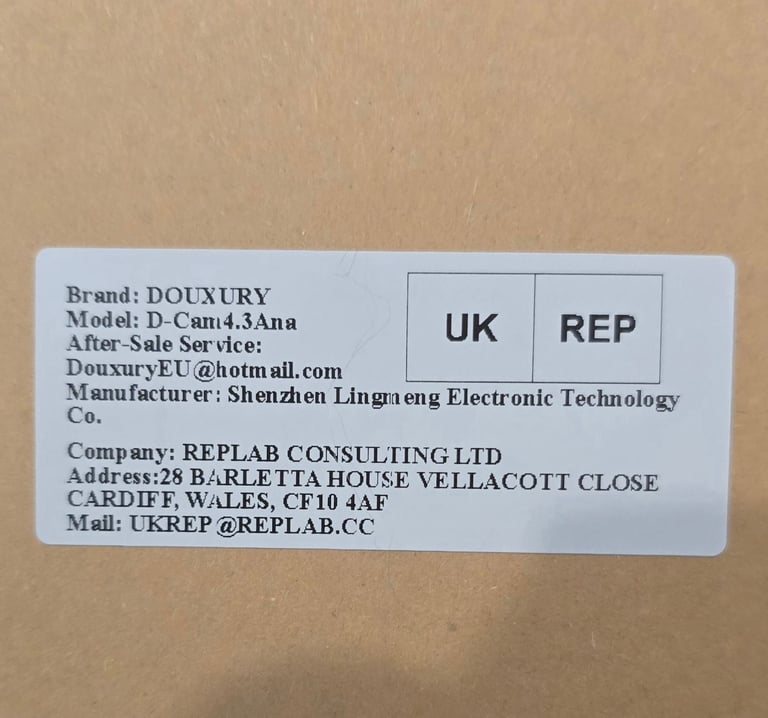 Brand: DOUXURY
Model: D-Cam4.3Ana
After-Sale Service:
DouxuryEU@hotmail.com
UK REP
Manufacturer: Shenzhen Lingmeng Electronic Technology
Co.
Company: REPLAB CONSULTING LTD
Address:28 BARLETTA HOUSE VELLACOTT CLOSE
CARDIFF, WALES, CF10 4AF
Mail: UKREP@REPLAB.CC